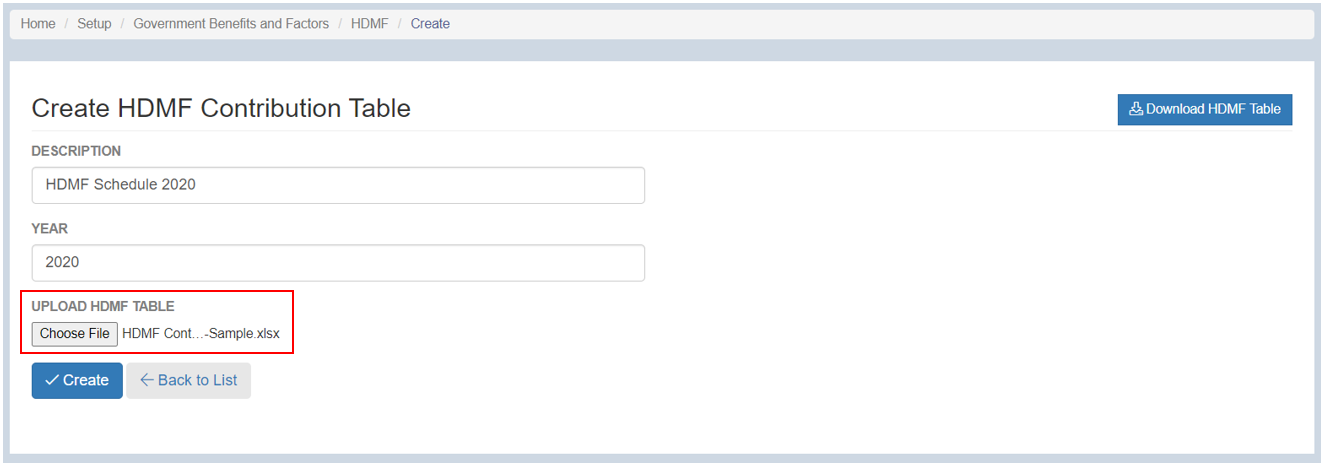 Home / Setup / Government Benefits and Factors / HDMF / Create
Create HDMF Contribution Table
Download HDMF Table
DESCRIPTION
HDMF Schedule 2020
YEAR
2020
UPLOAD HDMF TABLE
Choose File HDMF Cont...-Sample.xlsx
Create Back to List